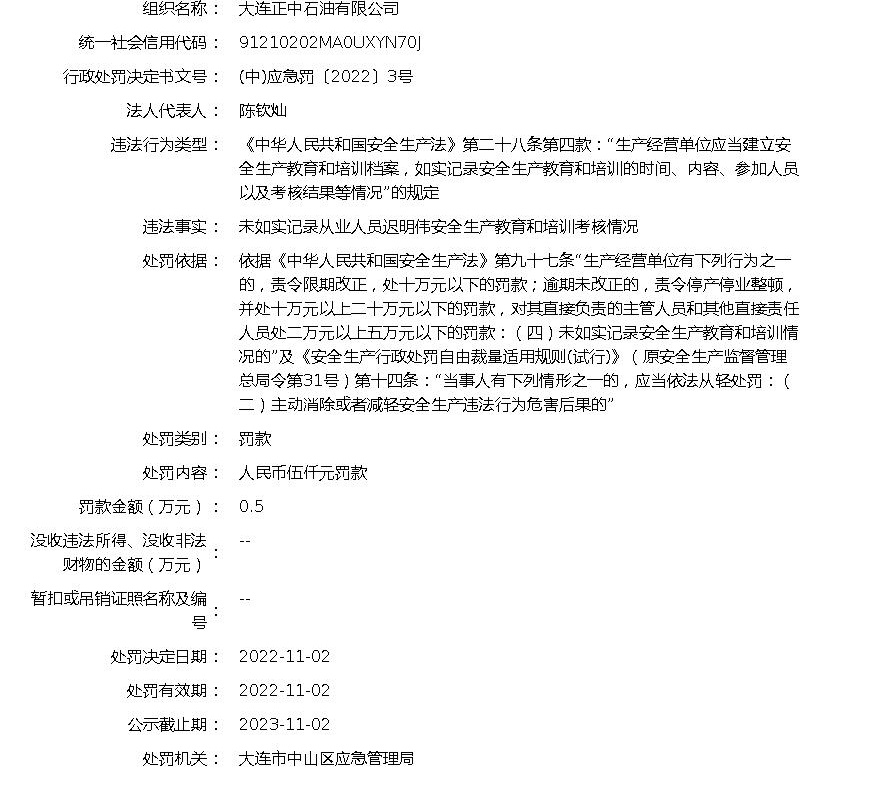 组织名称： 大连正中石油有限公司
统一社会信用代码： 91210202MA0UXYN70J
行政处罚决定书文号： (中)应急罚〔2022〕3号
法人代表人： 陈钦灿
违法行为类型： 《中华人民共和国安全生产法》第二十八条第四款：“生产经营单位应当建立安
全生产教育和培训档案，如实记录安全生产教育和培训的时间、内容、参加人员
以及考核结果等情况”的规定
违法事实： 未如实记录从业人员迟明伟安全生产教育和培训考核情况
处罚依据： 依据《中华人民共和国安全生产法》第九十七条“生产经营单位有下列行为之一
的，责令限期改正，处十万元以下的罚款；逾期未改正的，责令停产停业整顿，
并处十万元以上二十万元以下的罚款，对其直接负责的主管人员和其他直接责任
人员处二万元以上五万元以下的罚款：（四）未如实记录安全生产教育和培训情
况的”及《安全生产行政处罚自由裁量适用规则(试行)》（原安全生产监督管理
总局令第31号）第十四条：“当事人有下列情形之一的，应当依法从轻处罚：（
二）主动消除或者减轻安全生产违法行为危害后果的”
处罚类别： 罚款
处罚内容： 人民币伍仟元罚款
罚款金额（万元）： 0.5
没收违法所得、没收非法
财物的金额（万元）： --
暂扣或吊销证照名称及编
号： --
处罚决定日期： 2022-11-02
处罚有效期： 2022-11-02
公示截止期： 2023-11-02
处罚机关： 大连市中山区应急管理局